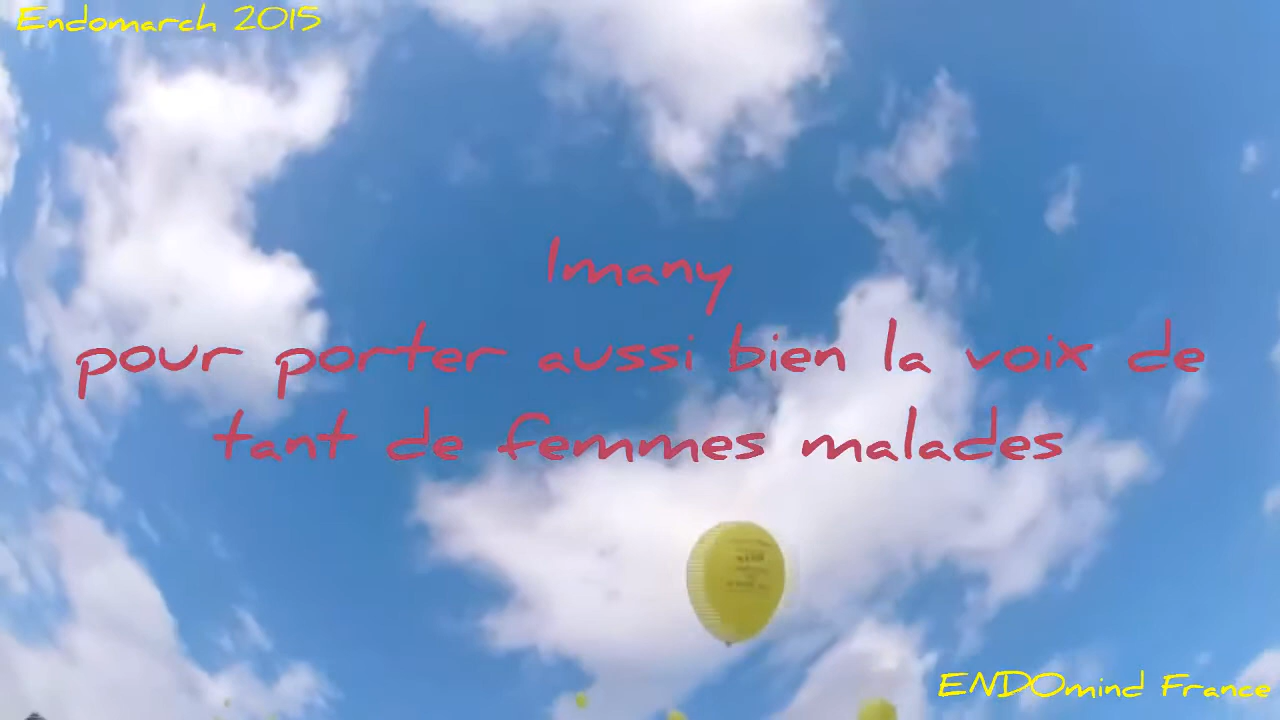 Endomarch 2015
Imany
pour porter aussi bien la voix de
tant de femmes malades
ENDOmind France